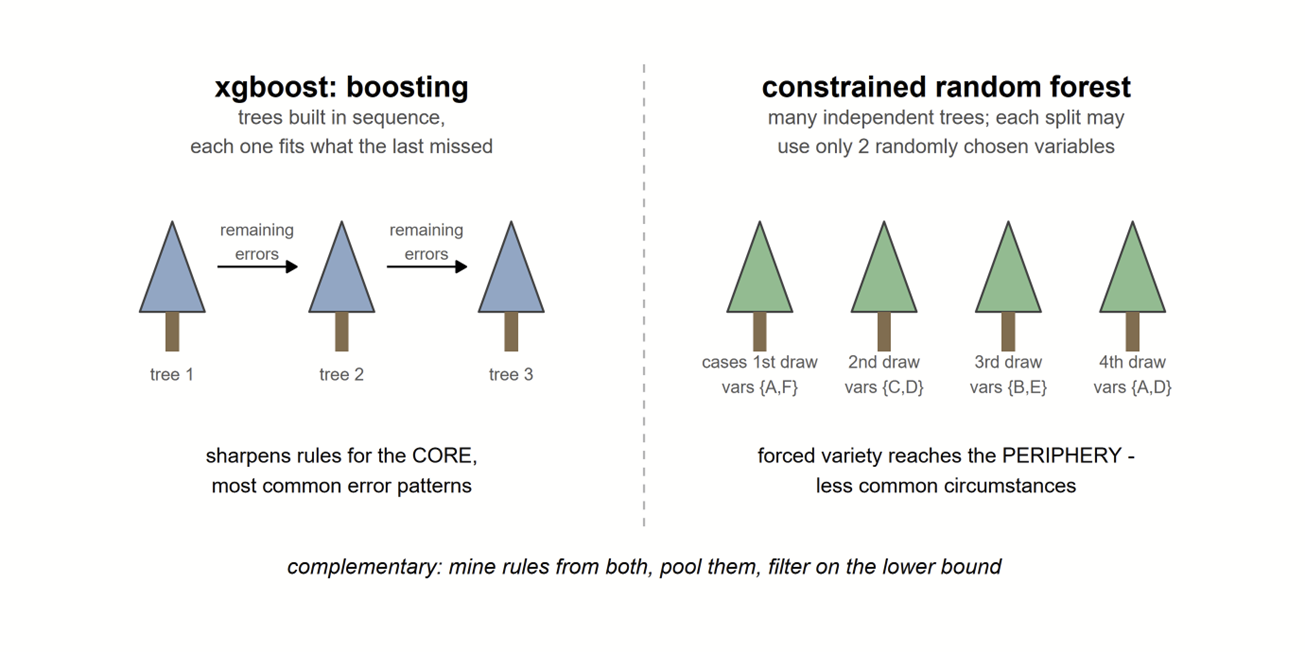 xgboost: boosting
trees built in sequence,
each one fits what the last missed
remaining
errors
remaining
errors
tree 1
tree 2
tree 3
sharpens rules for the CORE,
most common error patterns
constrained random forest
many independent trees; each split may
use only 2 randomly chosen variables
cases 1st draw
vars {A,F}
2nd draw
vars {C,D}
3rd draw
vars {B,E}
4th draw
vars {A,D}
forced variety reaches the PERIPHERY -
less common circumstances
complementary: mine rules from both, pool them, filter on the lower bound